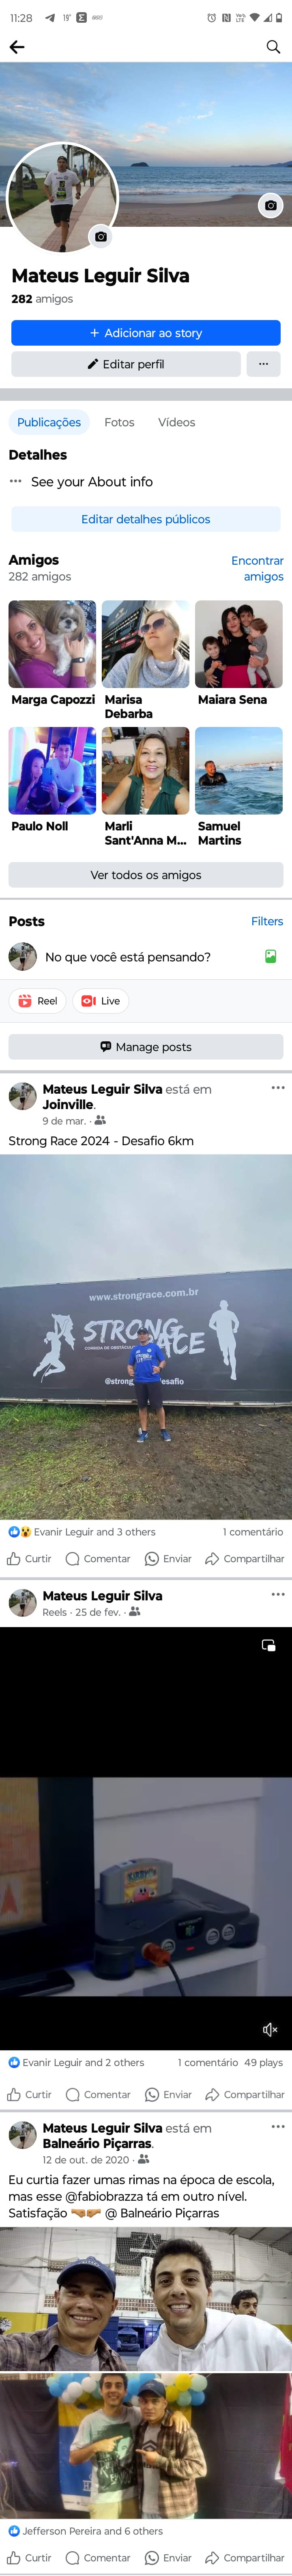 11:28
19°
Mateus Leguir Silva
282 amigos
+ Adicionar ao story
Editar perfil
Publicações Fotos Vídeos
Detalhes
See your About info
Editar detalhes públicos
Amigos
282 amigos
Encontrar
amigos
Marga Capozzi
Marisa
Debarba
Maiara Sena
Paulo Noll
Marli
Sant'Anna M...
Samuel
Martins
Ver todos os amigos
Posts
Filters
No que você está pensando?
Reel
Live
Manage posts
Mateus Leguir Silva está em
Joinville.
9 de mar.
Strong Race 2024 - Desafio 6km
www.strongrace.com.br
STRONG
RACE
Evanir Leguir and 3 others
1 comentário
Curtir Comentar Enviar Compartilhar
Mateus Leguir Silva
Reels · 25 de fev.
Evanir Leguir and 2 others
1 comentário 49 plays
Curtir Comentar Enviar Compartilhar
Mateus Leguir Silva está em
Balneário Piçarras.
12 de out. de 2020
Eu curtia fazer umas rimas na época de escola,
mas esse @fabiobrazza tá em outro nível.
Satisfação 🤜🤛 @ Balneário Piçarras
Jefferson Pereira and 6 others
Curtir Comentar Enviar Compartilhar